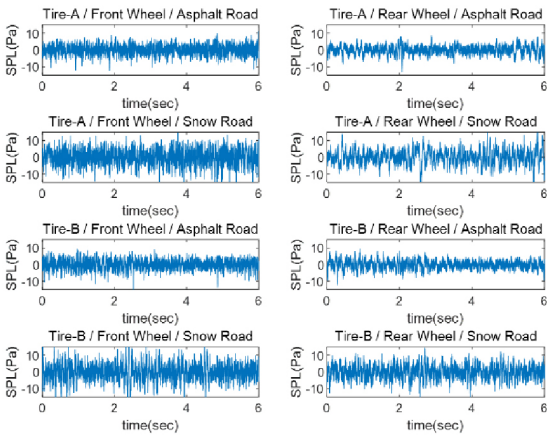 Tire-A / Front Wheel / Asphalt Road
SPL(Pa)
10
0
-10
0 2 4 6
time(sec)
Tire-A / Rear Wheel / Asphalt Road
SPL(Pa)
10
0
-10
0 2 4 6
time(sec)
Tire-A / Front Wheel / Snow Road
SPL(Pa)
10
0
-10
0 2 4 6
time(sec)
Tire-A / Rear Wheel / Snow Road
SPL(Pa)
10
0
-10
0 2 4 6
time(sec)
Tire-B / Front Wheel / Asphalt Road
SPL(Pa)
10
0
-10
0 2 4 6
time(sec)
Tire-B / Rear Wheel / Asphalt Road
SPL(Pa)
10
0
-10
0 2 4 6
time(sec)
Tire-B / Front Wheel / Snow Road
SPL(Pa)
10
0
-10
0 2 4 6
time(sec)
Tire-B / Rear Wheel / Snow Road
SPL(Pa)
10
0
-10
0 2 4 6
time(sec)